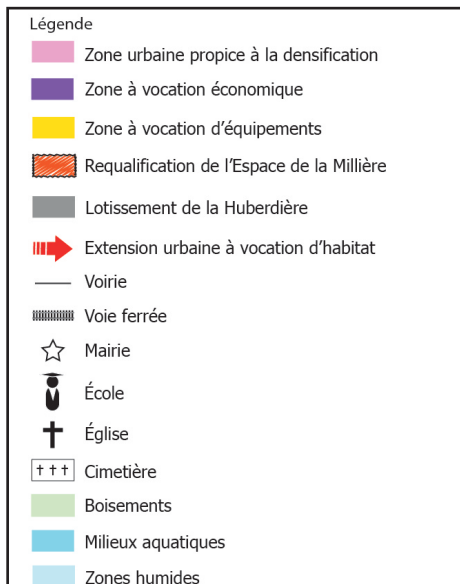 Légende
Zone urbaine propice à la densification
Zone à vocation économique
Zone à vocation d'équipements
Requalification de l'Espace de la Millière
Lotissement de la Huberdière
Extension urbaine à vocation d'habitat
Voirie
Voie ferrée
Mairie
École
Église
Cimetière
Boisements
Milieux aquatiques
Zones humides